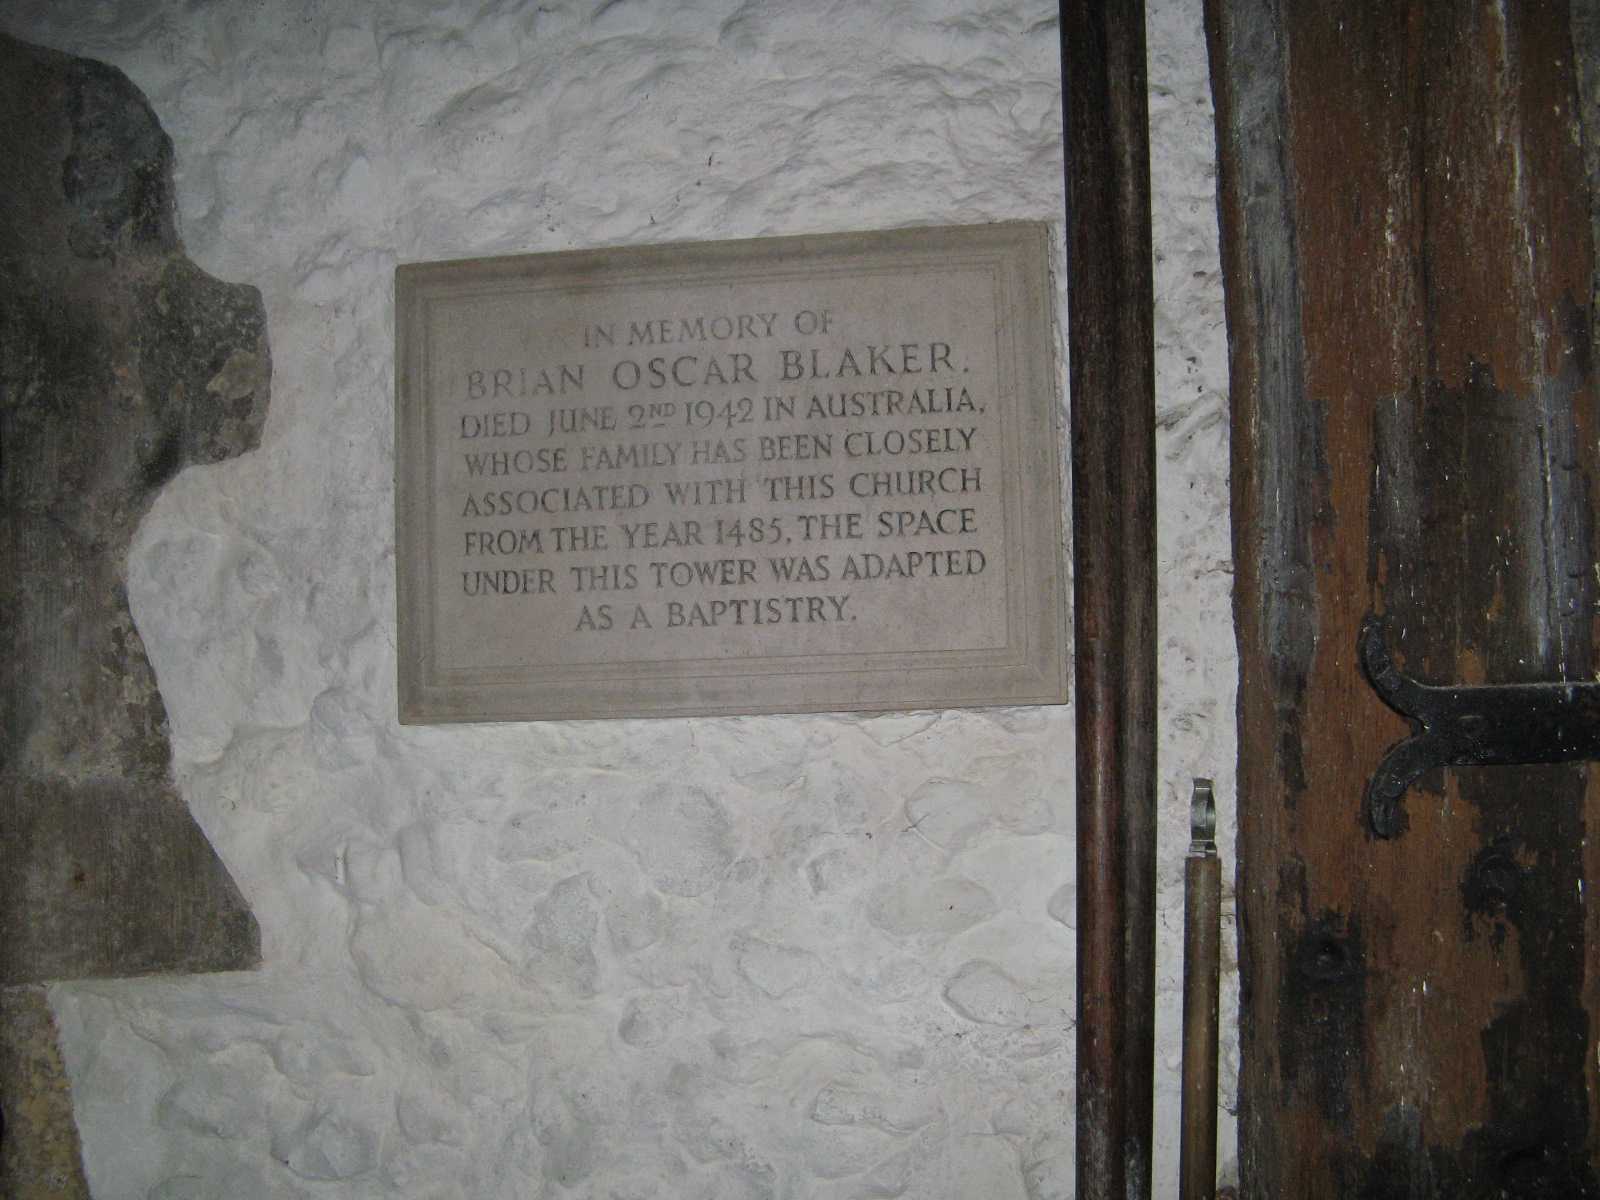 IN MEMORY OF
BRIAN OSCAR BLAKER.
DIED JUNE 2ND 1942 IN AUSTRALIA,
WHOSE FAMILY HAS BEEN CLOSELY
ASSOCIATED WITH THIS CHURCH
FROM THE YEAR 1485, THE SPACE
UNDER THIS TOWER WAS ADAPTED
AS A BAPTISTRY.